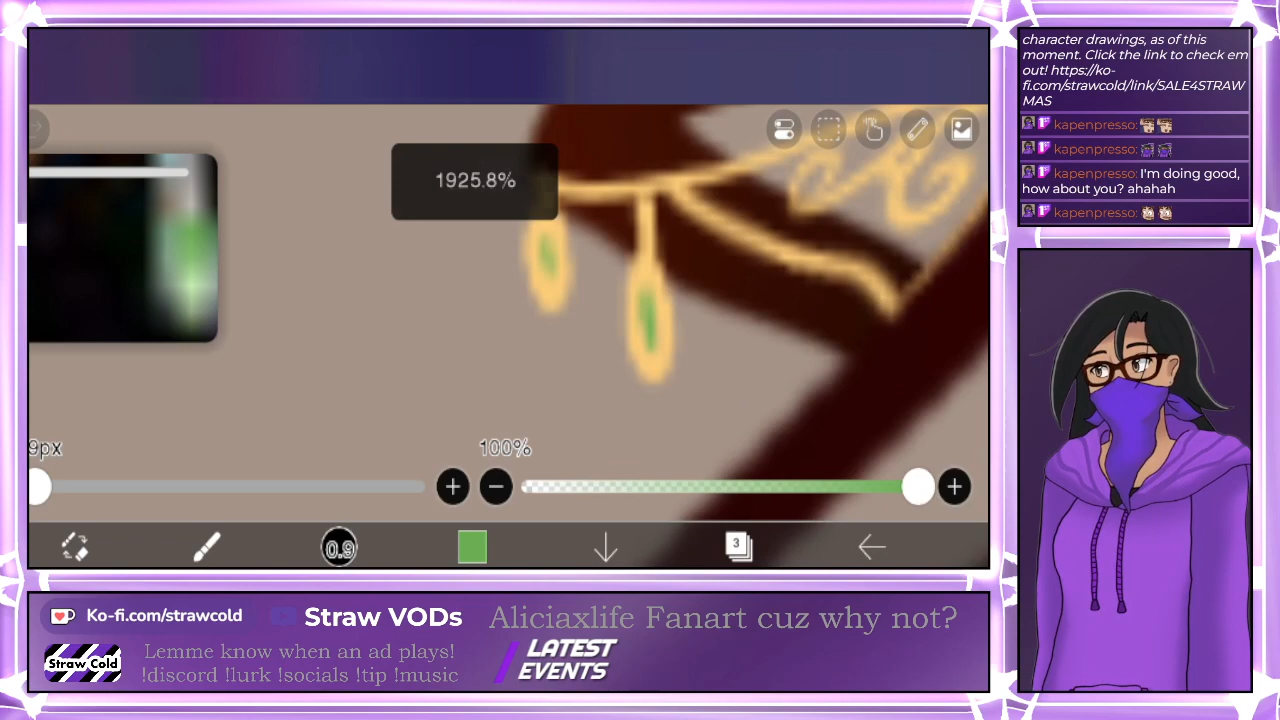 character drawings, as of this
moment. Click the link to check em
out! https://ko-
fi.com/strawcold/link/SALE4STRAW
MAS
kapenpresso:
kapenpresso:
kapenpresso: I'm doing good,
how about you? ahahah
kapenpresso:
1925.8%
9px
100%
0.9
3
Ko-fi.com/strawcold
Straw VODs
Aliciaxlife Fanart cuz why not?
Straw Cold
Lemme know when an ad plays!
!discord !lurk !socials !tip !music
LATEST
EVENTS